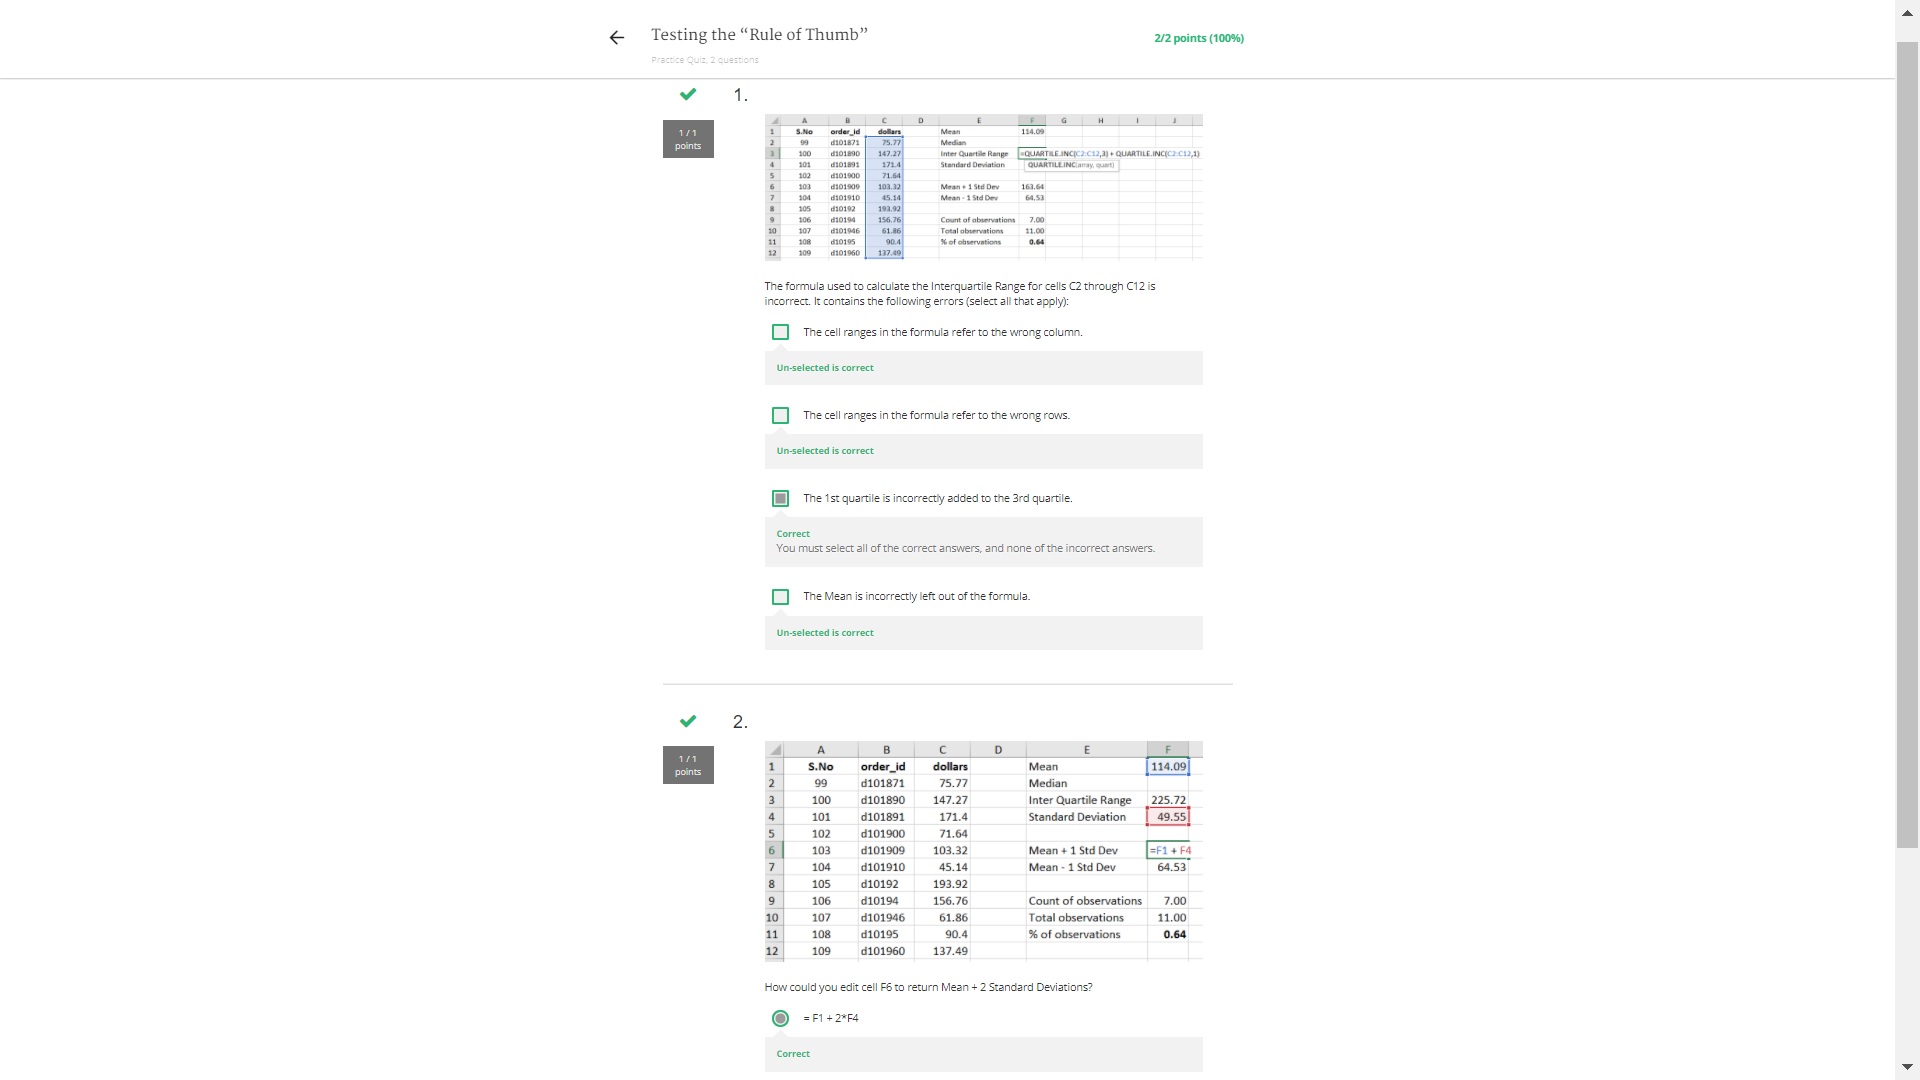 Testing the “Rule of Thumb”
2/2 points (100%)
Practice Quiz, 2 questions
1.
1 / 1
points
A B C D E F G H I J
1 S.No order_id dollars Mean 114.09
2 99 d101871 75.77 Median
3 100 d101890 147.27 Inter Quartile Range =QUARTILE.INC(C2:C12,3) + QUARTILE.INC(C2:C12,1)
4 101 d101891 171.4 Standard Deviation QUARTILE.INC(array, quart)
5 102 d101900 71.64
6 103 d101909 103.32 Mean + 1 Std Dev 163.64
7 104 d101910 45.14 Mean - 1 Std Dev 64.53
8 105 d10192 193.92
9 106 d10194 156.76 Count of observations 7.00
10 107 d101946 61.86 Total observations 11.00
11 108 d10195 90.4 % of observations 0.64
12 109 d101960 137.49
The formula used to calculate the Interquartile Range for cells C2 through C12 is
incorrect. It contains the following errors (select all that apply):
The cell ranges in the formula refer to the wrong column.
Un-selected is correct
The cell ranges in the formula refer to the wrong rows.
Un-selected is correct
The 1st quartile is incorrectly added to the 3rd quartile.
Correct
You must select all of the correct answers, and none of the incorrect answers.
The Mean is incorrectly left out of the formula.
Un-selected is correct
2.
1 / 1
points
A B C D E F
1 S.No order_id dollars Mean 114.09
2 99 d101871 75.77 Median
3 100 d101890 147.27 Inter Quartile Range 225.72
4 101 d101891 171.4 Standard Deviation 49.55
5 102 d101900 71.64
6 103 d101909 103.32 Mean + 1 Std Dev =F1 + F4
7 104 d101910 45.14 Mean - 1 Std Dev 64.53
8 105 d10192 193.92
9 106 d10194 156.76 Count of observations 7.00
10 107 d101946 61.86 Total observations 11.00
11 108 d10195 90.4 % of observations 0.64
12 109 d101960 137.49
How could you edit cell F6 to return Mean + 2 Standard Deviations?
= F1 + 2*F4
Correct